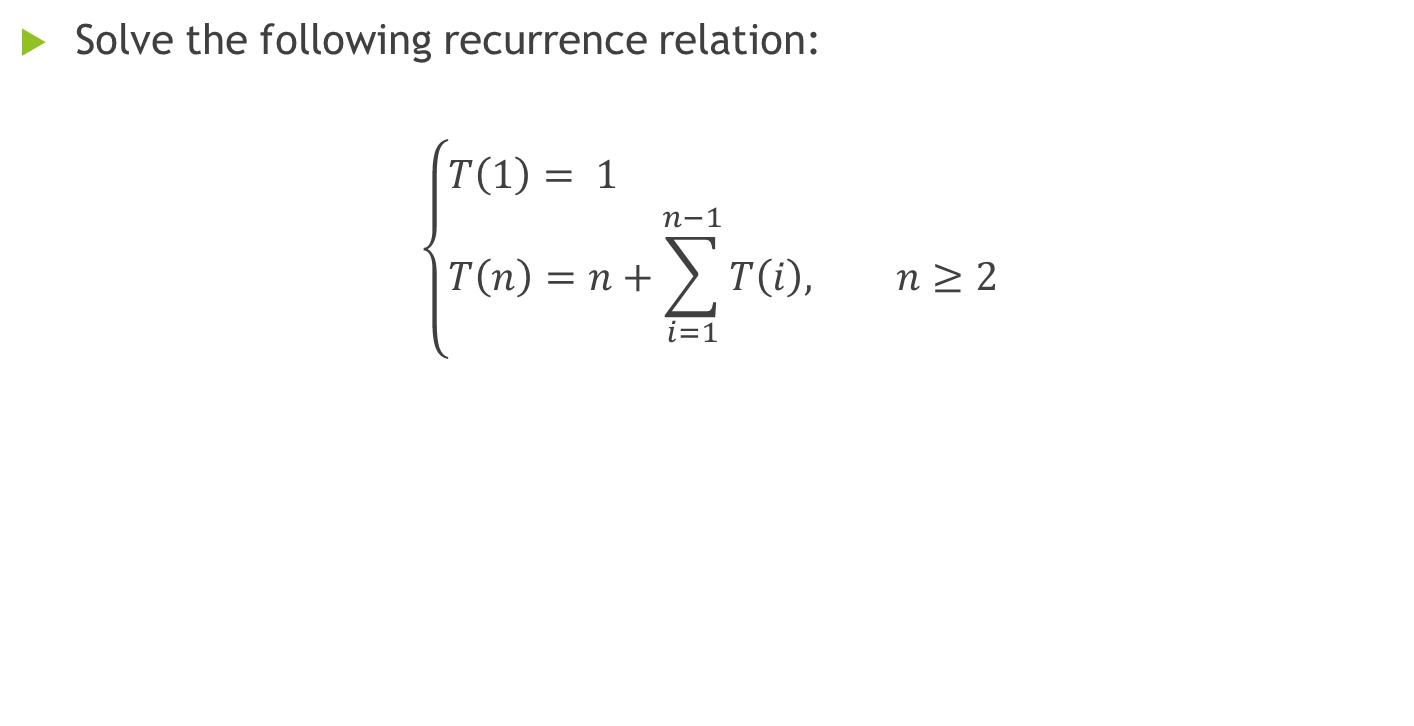 Solve the following recurrence relation:
T(1) = 1
T(n) = n + ∑_{i=1}^{n−1} T(i), n ≥ 2